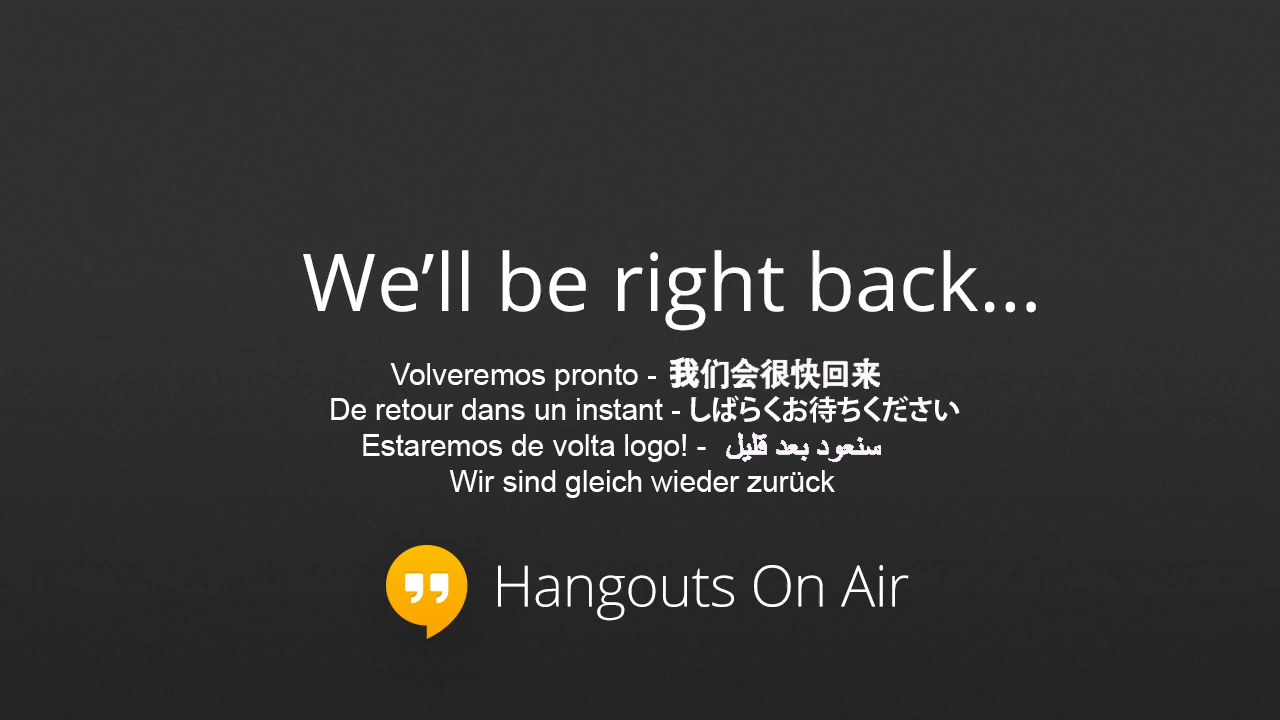 We’ll be right back...
Volveremos pronto - 我们会很快回来
De retour dans un instant - しばらくお待ちください
Estaremos de volta logo! - سنعود بعد قليل
Wir sind gleich wieder zurück
Hangouts On Air